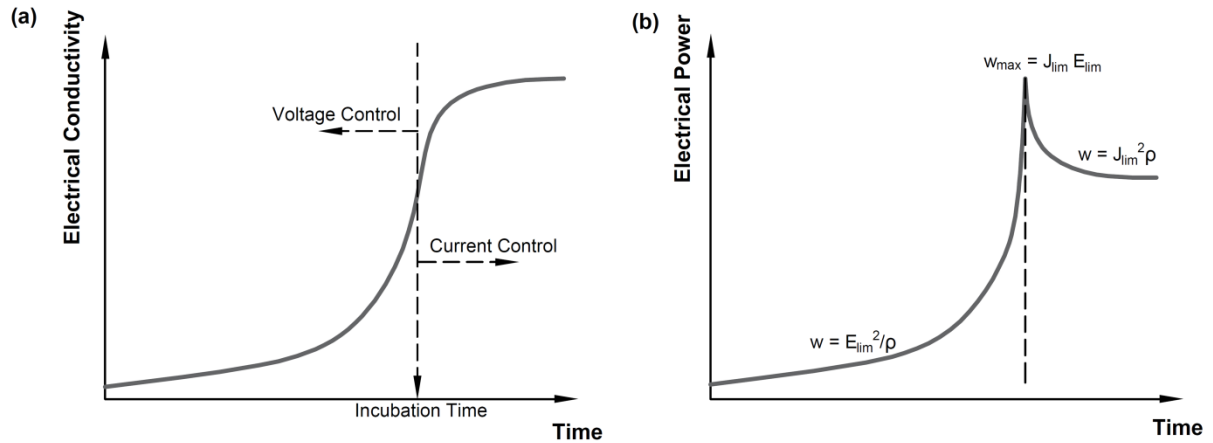 (a)
Electrical Conductivity
Voltage Control
Current Control
Incubation Time
Time
(b)
Electrical Power
wmax = Jlim Elim
w = Jlim²ρ
w = Elim²/ρ
Time